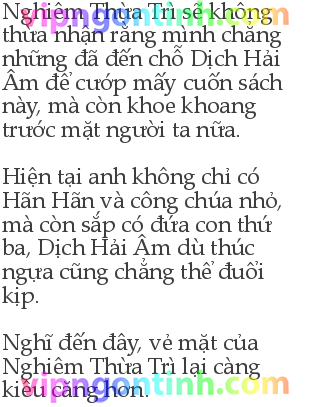 Nghiêm Thừa Trì sẽ không
thừa nhận rằng mình chẳng
những đã đến chỗ Dịch Hải
Âm để cướp mấy cuốn sách
này, mà còn khoe khoang
trước mặt người ta nữa.
Hiện tại anh không chỉ có
Hãn Hãn và công chúa nhỏ,
mà còn sắp có đứa con thứ
ba, Dịch Hải Âm dù thúc
ngựa cũng chẳng thể đuổi
kịp.
Nghĩ đến đây, vẻ mặt của
Nghiêm Thừa Trì lại càng
kiêu căng hơn.
vipngontinh.com
vipngontinh.com